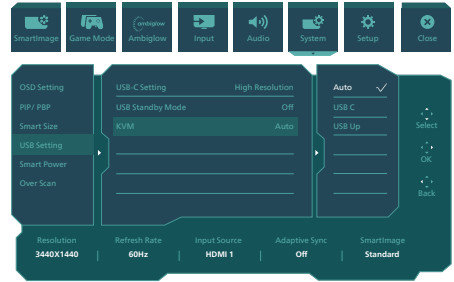 SmartImage Game Mode Ambiglow Input Audio System Setup Close
ambiglow
OSD Setting
PIP/ PBP
Smart Size
USB Setting
Smart Power
Over Scan
USB-C Setting High Resolution
USB Standby Mode Off
KVM Auto
Auto
USB C
USB Up
Select
OK
Back
Resolution Refresh Rate Input Source Adaptive Sync SmartImage
3440X1440 | 60Hz | HDMI 1 | Off | Standard